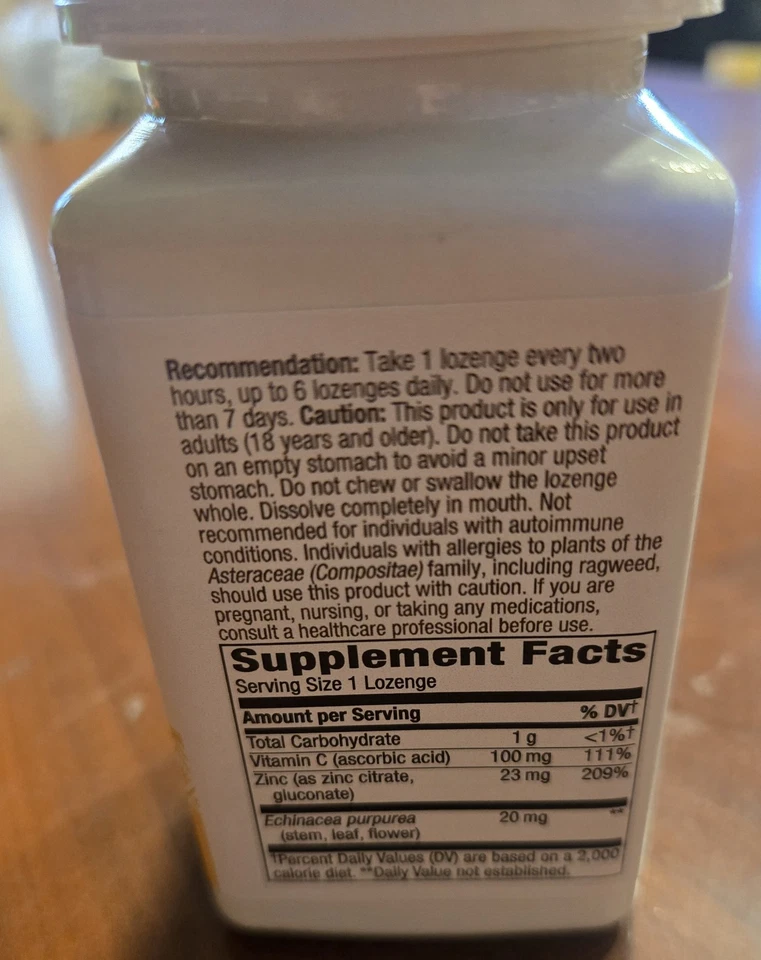 Recommendation: Take 1 lozenge every two
hours, up to 6 lozenges daily. Do not use for more
than 7 days. Caution: This product is only for use in
adults (18 years and older). Do not take this product
on an empty stomach to avoid a minor upset
stomach. Do not chew or swallow the lozenge
whole. Dissolve completely in mouth. Not
recommended for individuals with autoimmune
conditions. Individuals with allergies to plants of the
Asteraceae (Compositae) family, including ragweed,
should use this product with caution. If you are
pregnant, nursing, or taking any medications,
consult a healthcare professional before use.
Supplement Facts
Serving Size 1 Lozenge
Amount per Serving % DV†
Total Carbohydrate 1 g <1%†
Vitamin C (ascorbic acid) 100 mg 111%
Zinc (as zinc citrate, 23 mg 209%
gluconate)
Echinacea purpurea 20 mg **
(stem, leaf, flower)
†Percent Daily Values (DV) are based on a 2,000
calorie diet. **Daily Value not established.